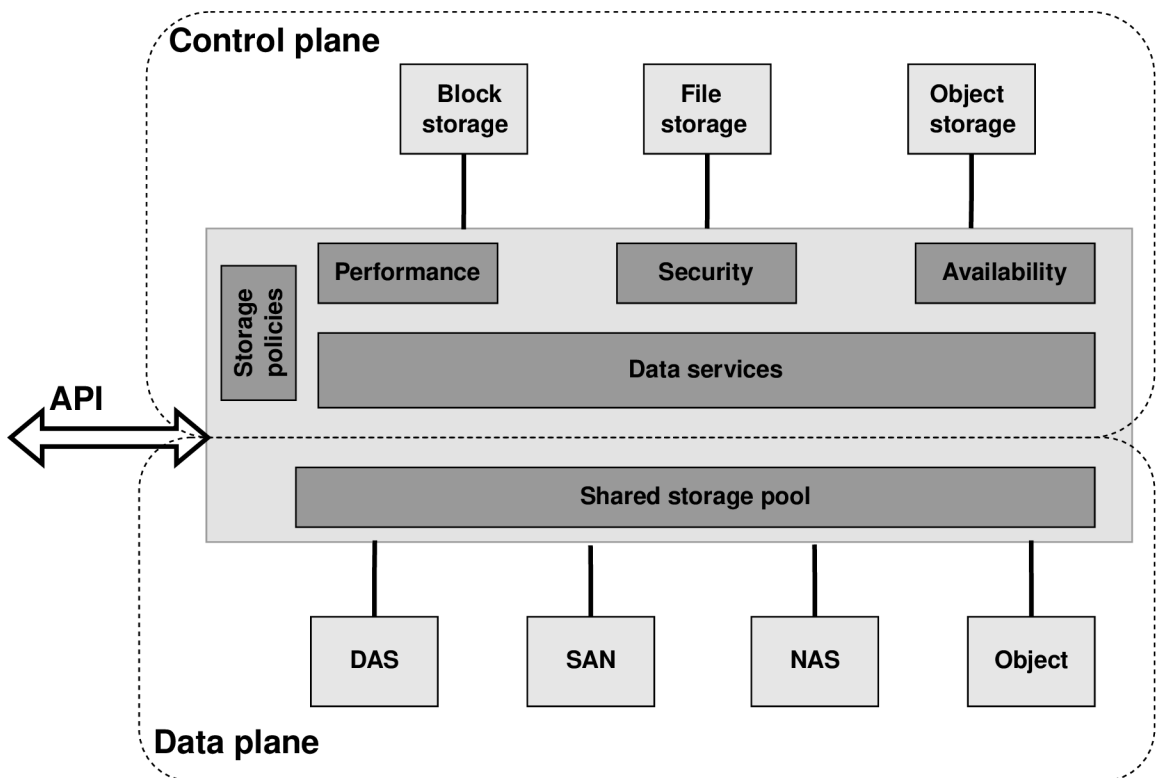 Control plane
Block
storage
File
storage
Object
storage
Performance
Security
Availability
Storage
policies
Data services
API
Shared storage pool
DAS
SAN
NAS
Object
Data plane